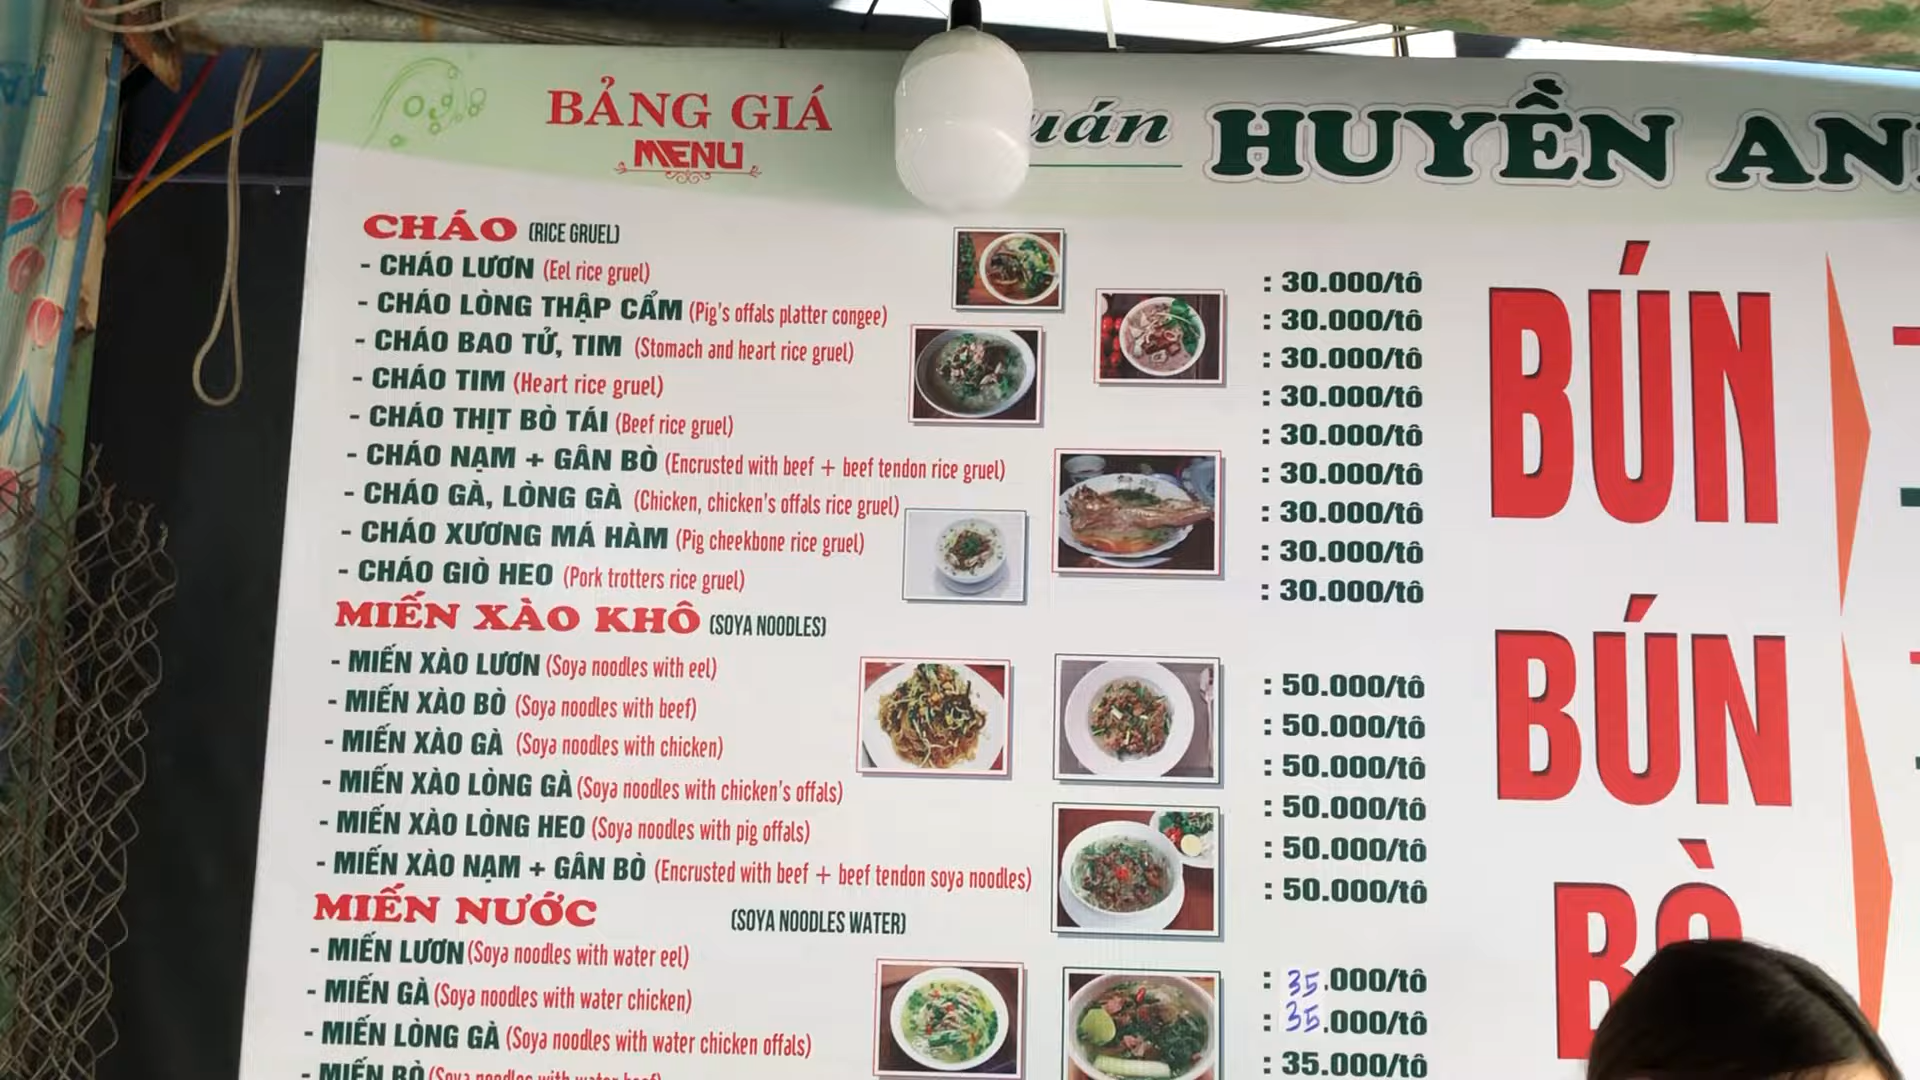 BẢNG GIÁ
MENU
uán HUYỀN AN
CHÁO (RICE GRUEL)
- CHÁO LƯƠN (Eel rice gruel) : 30.000/tô
- CHÁO LÒNG THẬP CẨM (Pig's offals platter congee) : 30.000/tô
- CHÁO BAO TỬ, TIM (Stomach and heart rice gruel) : 30.000/tô
- CHÁO TIM (Heart rice gruel) : 30.000/tô
- CHÁO THỊT BÒ TÁI (Beef rice gruel) : 30.000/tô
- CHÁO NẠM + GÂN BÒ (Encrusted with beef + beef tendon rice gruel) : 30.000/tô
- CHÁO GÀ, LÒNG GÀ (Chicken, chicken's offals rice gruel) : 30.000/tô
- CHÁO XƯƠNG MÁ HÀM (Pig cheekbone rice gruel) : 30.000/tô
- CHÁO GIÒ HEO (Pork trotters rice gruel) : 30.000/tô
MIẾN XÀO KHÔ (SOYA NOODLES)
- MIẾN XÀO LƯƠN (Soya noodles with eel) : 50.000/tô
- MIẾN XÀO BÒ (Soya noodles with beef) : 50.000/tô
- MIẾN XÀO GÀ (Soya noodles with chicken) : 50.000/tô
- MIẾN XÀO LÒNG GÀ (Soya noodles with chicken's offals) : 50.000/tô
- MIẾN XÀO LÒNG HEO (Soya noodles with pig offals) : 50.000/tô
- MIẾN XÀO NẠM + GÂN BÒ (Encrusted with beef + beef tendon soya noodles) : 50.000/tô
MIẾN NƯỚC (SOYA NOODLES WATER)
- MIẾN LƯƠN (Soya noodles with water eel) : 35.000/tô
- MIẾN GÀ (Soya noodles with water chicken) : 35.000/tô
- MIẾN LÒNG GÀ (Soya noodles with water chicken offals) : 35.000/tô
- MIẾN BÒ (Soya noodles with water beef)
BÚN
BÚN
BÒ